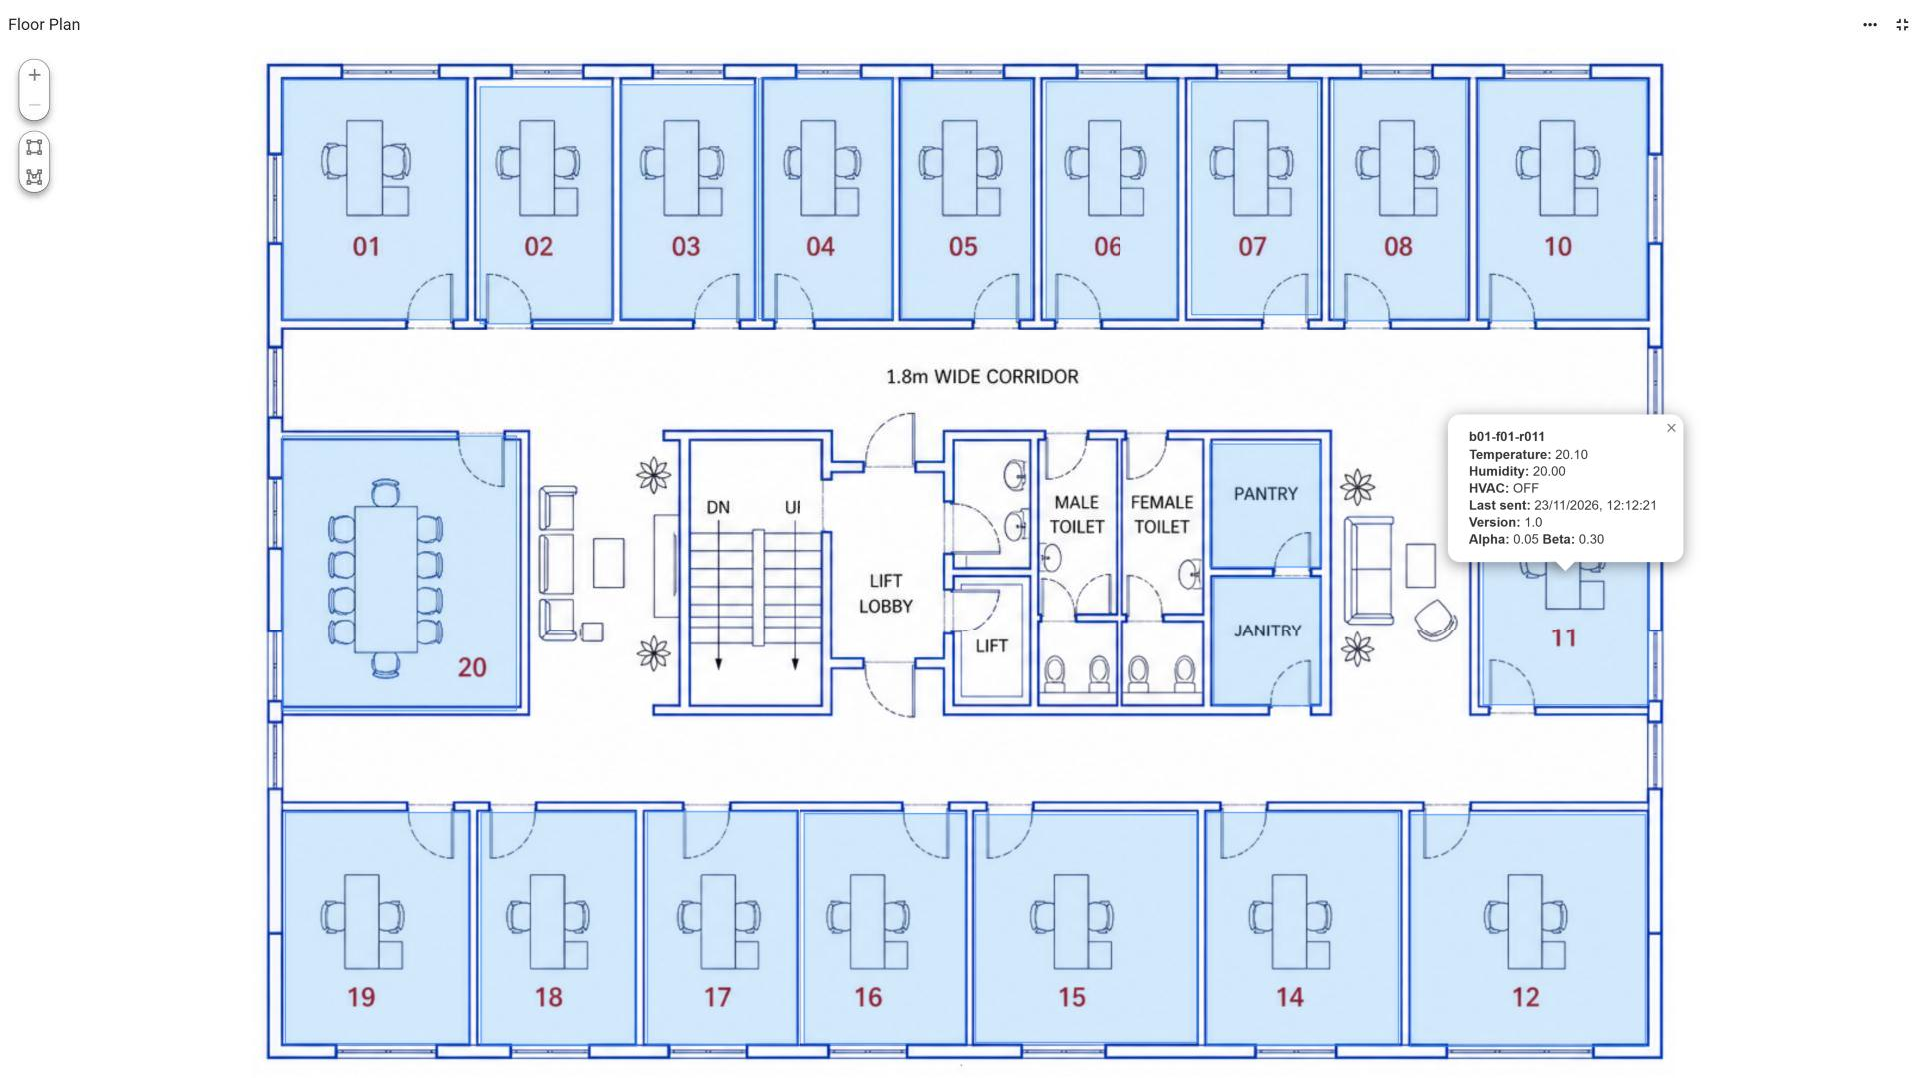 Floor Plan
01
02
03
04
05
06
07
08
10
1.8m WIDE CORRIDOR
b01-f01-r011
Temperature: 20.10
Humidity: 20.00
HVAC: OFF
Last sent: 23/11/2026, 12:12:21
Version: 1.0
Alpha: 0.05 Beta: 0.30
DN
UI
MALE
TOILET
FEMALE
TOILET
PANTRY
LIFT
LOBBY
LIFT
JANITRY
11
20
19
18
17
16
15
14
12